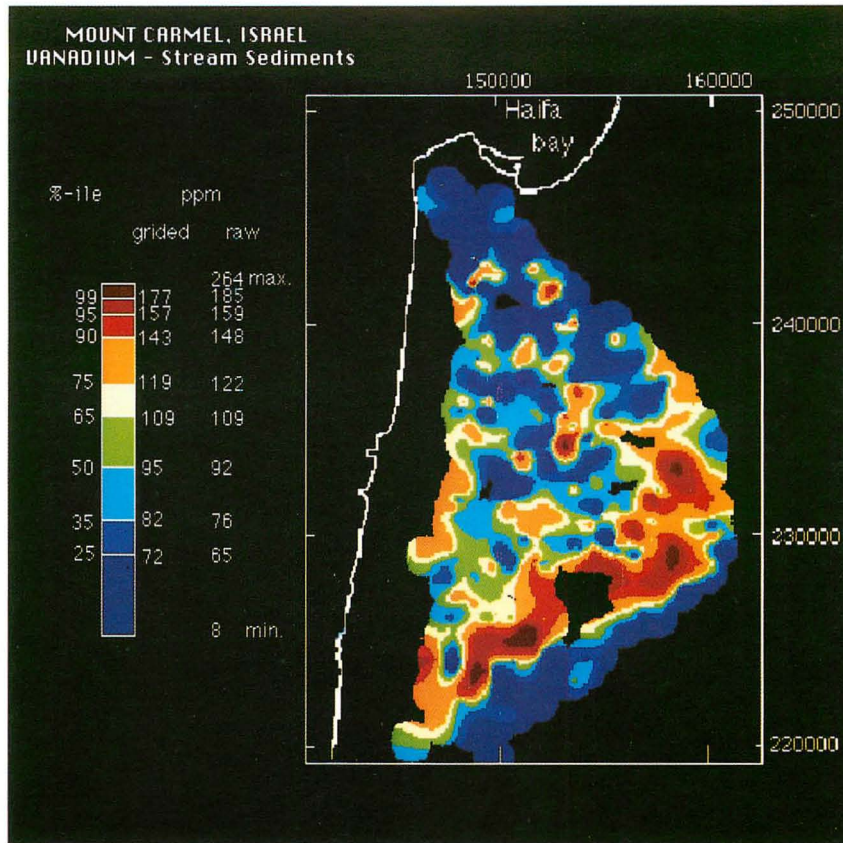 MOUNT CARMEL, ISRAEL
VANADIUM - Stream Sediments
150000 160000
Haifa
bay
250000
%-ile ppm
grided raw
264 max.
99 177 185
95 157 159
90 143 148
240000
75 119 122
65 109 109
50 95 92
35 82 76
230000
25 72 65
8 min.
220000